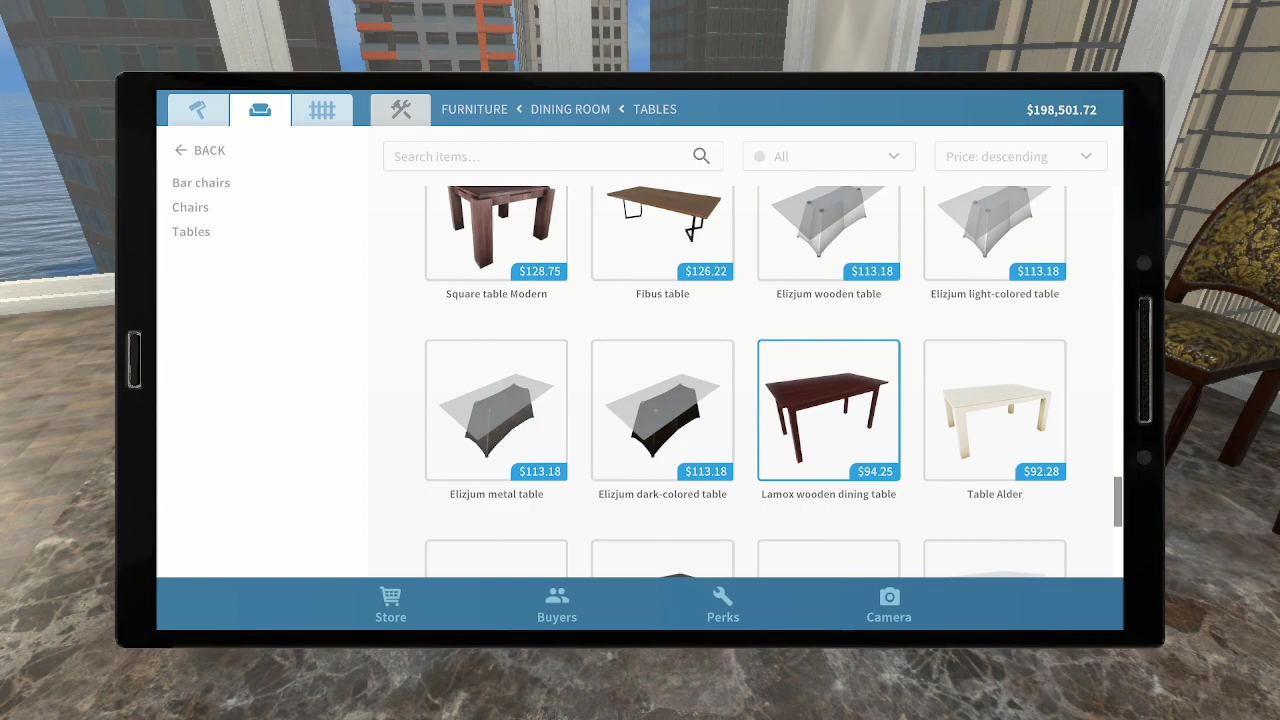 FURNITURE < DINING ROOM < TABLES
$198,501.72
← BACK
Bar chairs
Chairs
Tables
Search items...
All
Price: descending
$128.75
$126.22
$113.18
$113.18
Square table Modern
Fibus table
Elizjum wooden table
Elizjum light-colored table
$113.18
$113.18
$94.25
$92.28
Elizjum metal table
Elizjum dark-colored table
Lamox wooden dining table
Table Alder
Store
Buyers
Perks
Camera